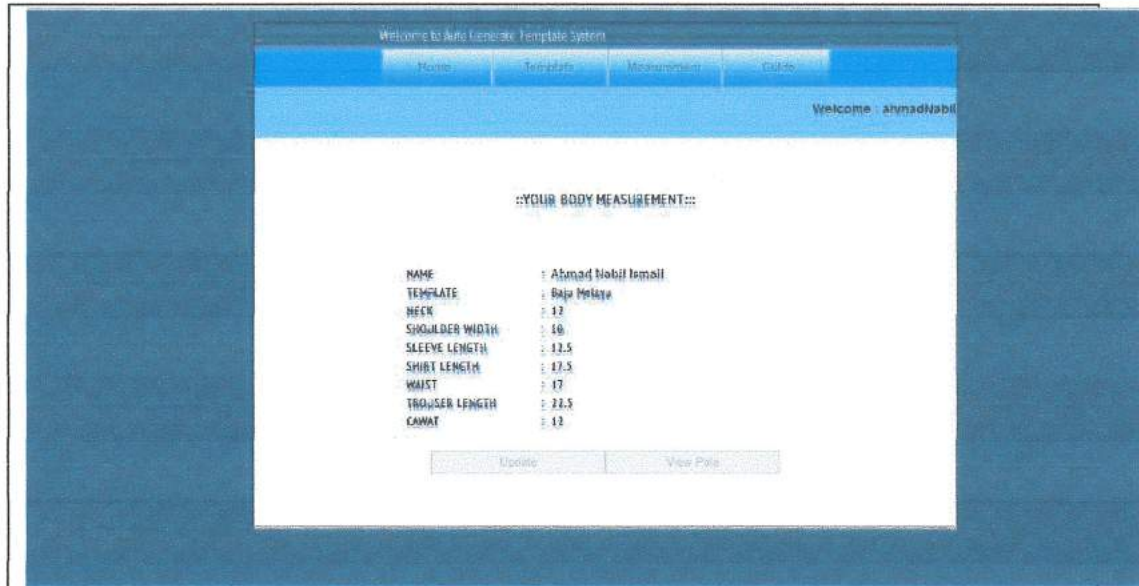 Welcome to Auto Generate Template System
Home Template Measurement Guide
Welcome : ahmadNabil
::YOUR BODY MEASUREMENT:::
NAME : Ahmad Nabil Ismail
TEMPLATE : Baju Melayu
NECK : 12
SHOULDER WIDTH : 10
SLEEVE LENGTH : 12.5
SHIRT LENGTH : 17.5
WAIST : 17
TROUSER LENGTH : 22.5
CAWAT : 12
Update View Pola